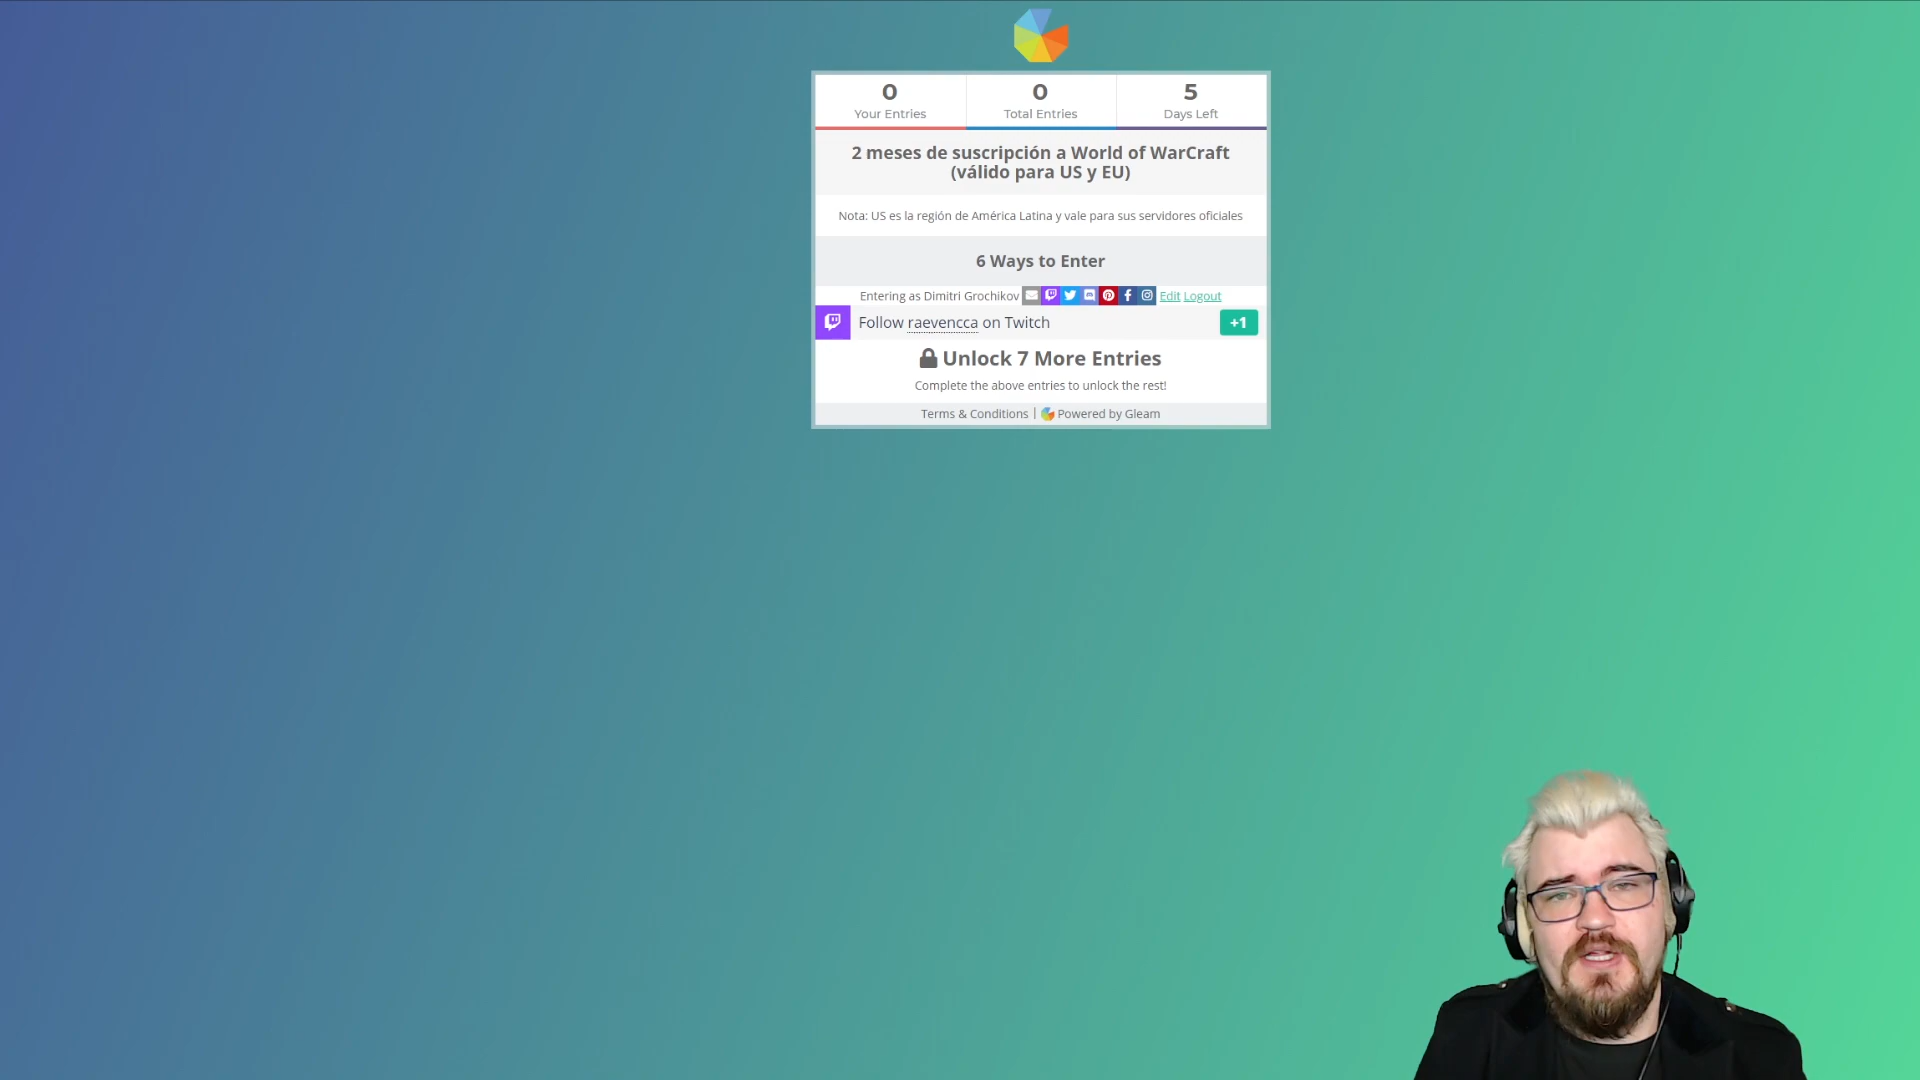 0
Your Entries
0
Total Entries
5
Days Left
2 meses de suscripción a World of WarCraft
(válido para US y EU)
Nota: US es la región de América Latina y vale para sus servidores oficiales
6 Ways to Enter
Entering as Dimitri Grochikov Edit Logout
Follow raevencca on Twitch +1
Unlock 7 More Entries
Complete the above entries to unlock the rest!
Terms & Conditions | Powered by Gleam